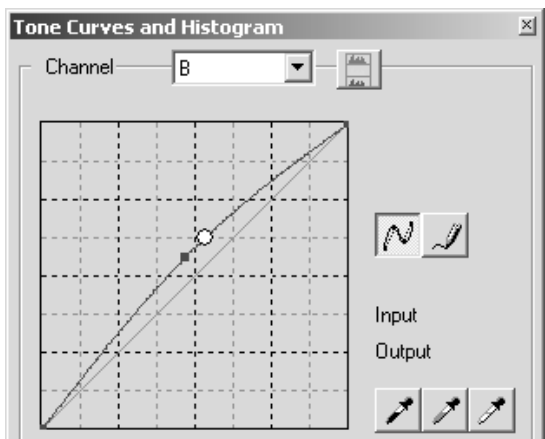 Tone Curves and Histogram
Channel
B
Input
Output